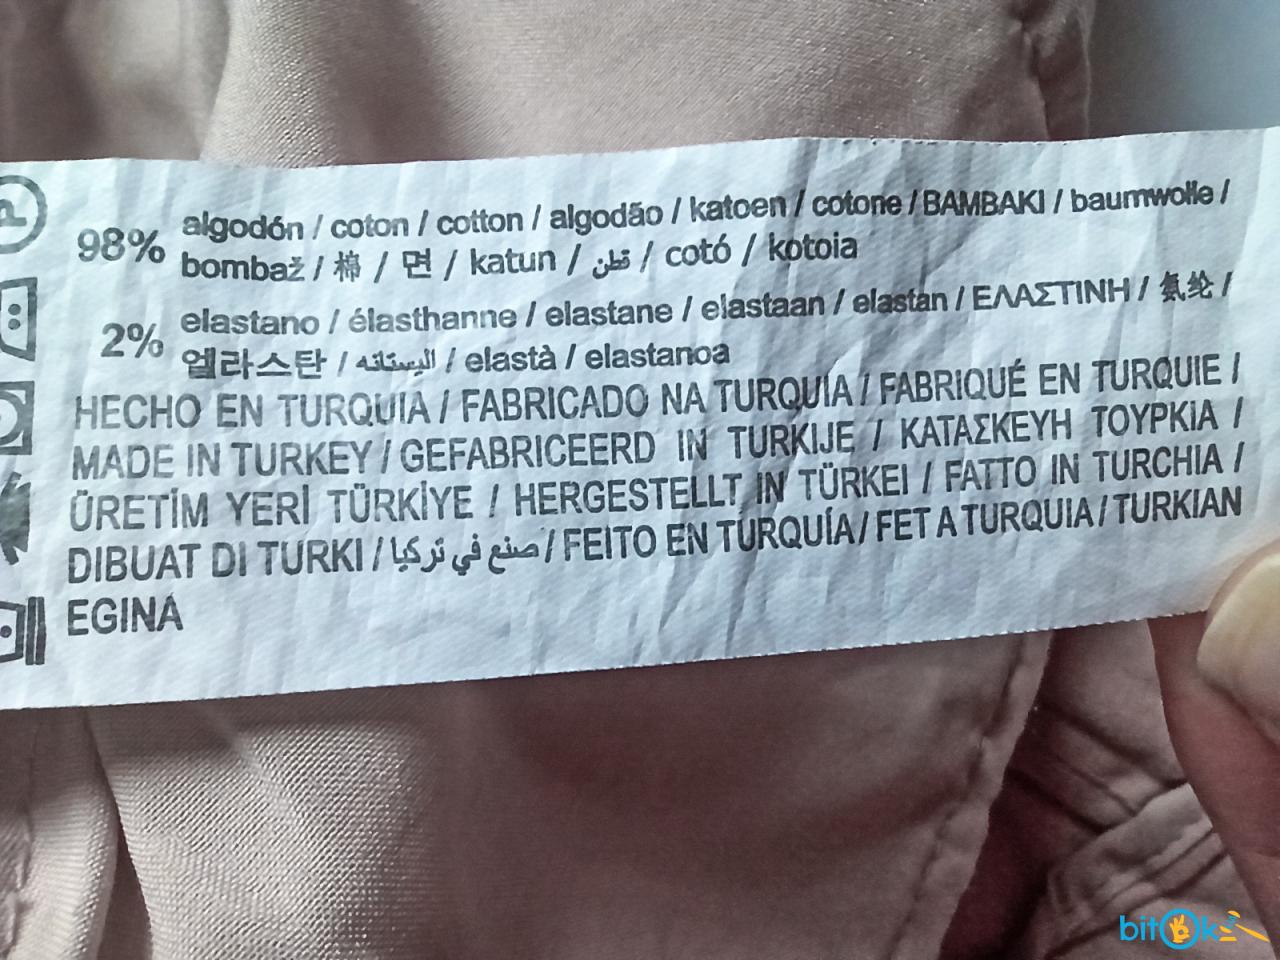 98% algodón / coton / cotton / algodão / katoen / cotone / BAMBAKI / baumwolle /
bombaž / 棉 / 면 / katun / قطن / cotó / kotoia
2% elastano / élasthanne / elastane / elastaan / elastan / ΕΛΑΣΤΙΝΗ / 氨纶 /
엘라스탄 / اليستانه / elastà / elastanoa
HECHO EN TURQUIA / FABRICADO NA TURQUIA / FABRIQUÉ EN TURQUIE /
MADE IN TURKEY / GEFABRICEERD IN TURKIJE / ΚΑΤΑΣΚΕΥΗ ΤΟΥΡΚΙΑ /
ÜRETİM YERİ TÜRKİYE / HERGESTELLT IN TÜRKEI / FATTO IN TURCHIA /
DIBUAT DI TURKI / صنع في تركيا / FEITO EN TURQUÍA / FET A TURQUIA / TURKIAN
EGINÁ
P
bitok